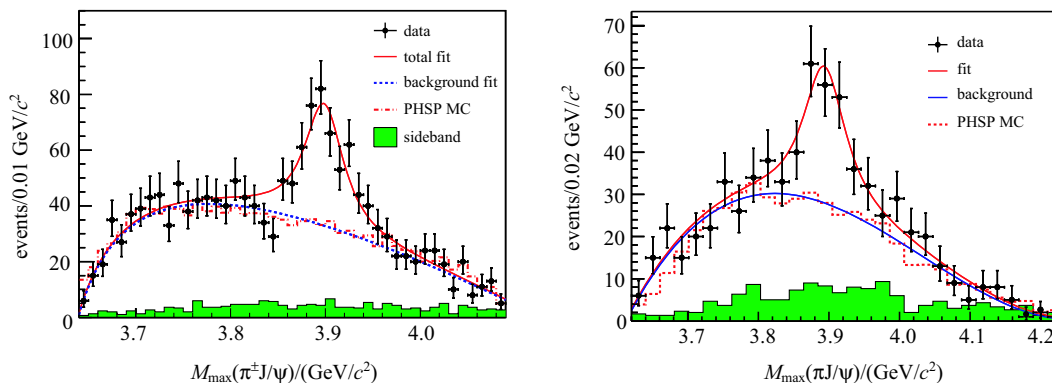 100
80
60
40
20
0
3.7
3.8
3.9
4.0
events/0.01 GeV/c²
M_max(π±J/ψ)/(GeV/c²)
data
total fit
background fit
PHSP MC
sideband
70
60
50
40
30
20
10
0
3.7
3.8
3.9
4.0
4.1
4.2
events/0.02 GeV/c²
M_max(πJ/ψ)/(GeV/c²)
data
fit
background
PHSP MC